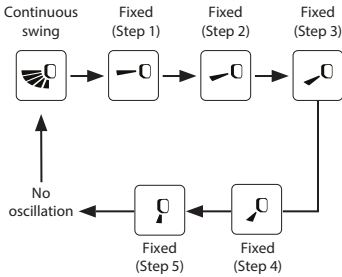 Continuous
swing
Fixed
(Step 1)
Fixed
(Step 2)
Fixed
(Step 3)
No
oscillation
Fixed
(Step 5)
Fixed
(Step 4)